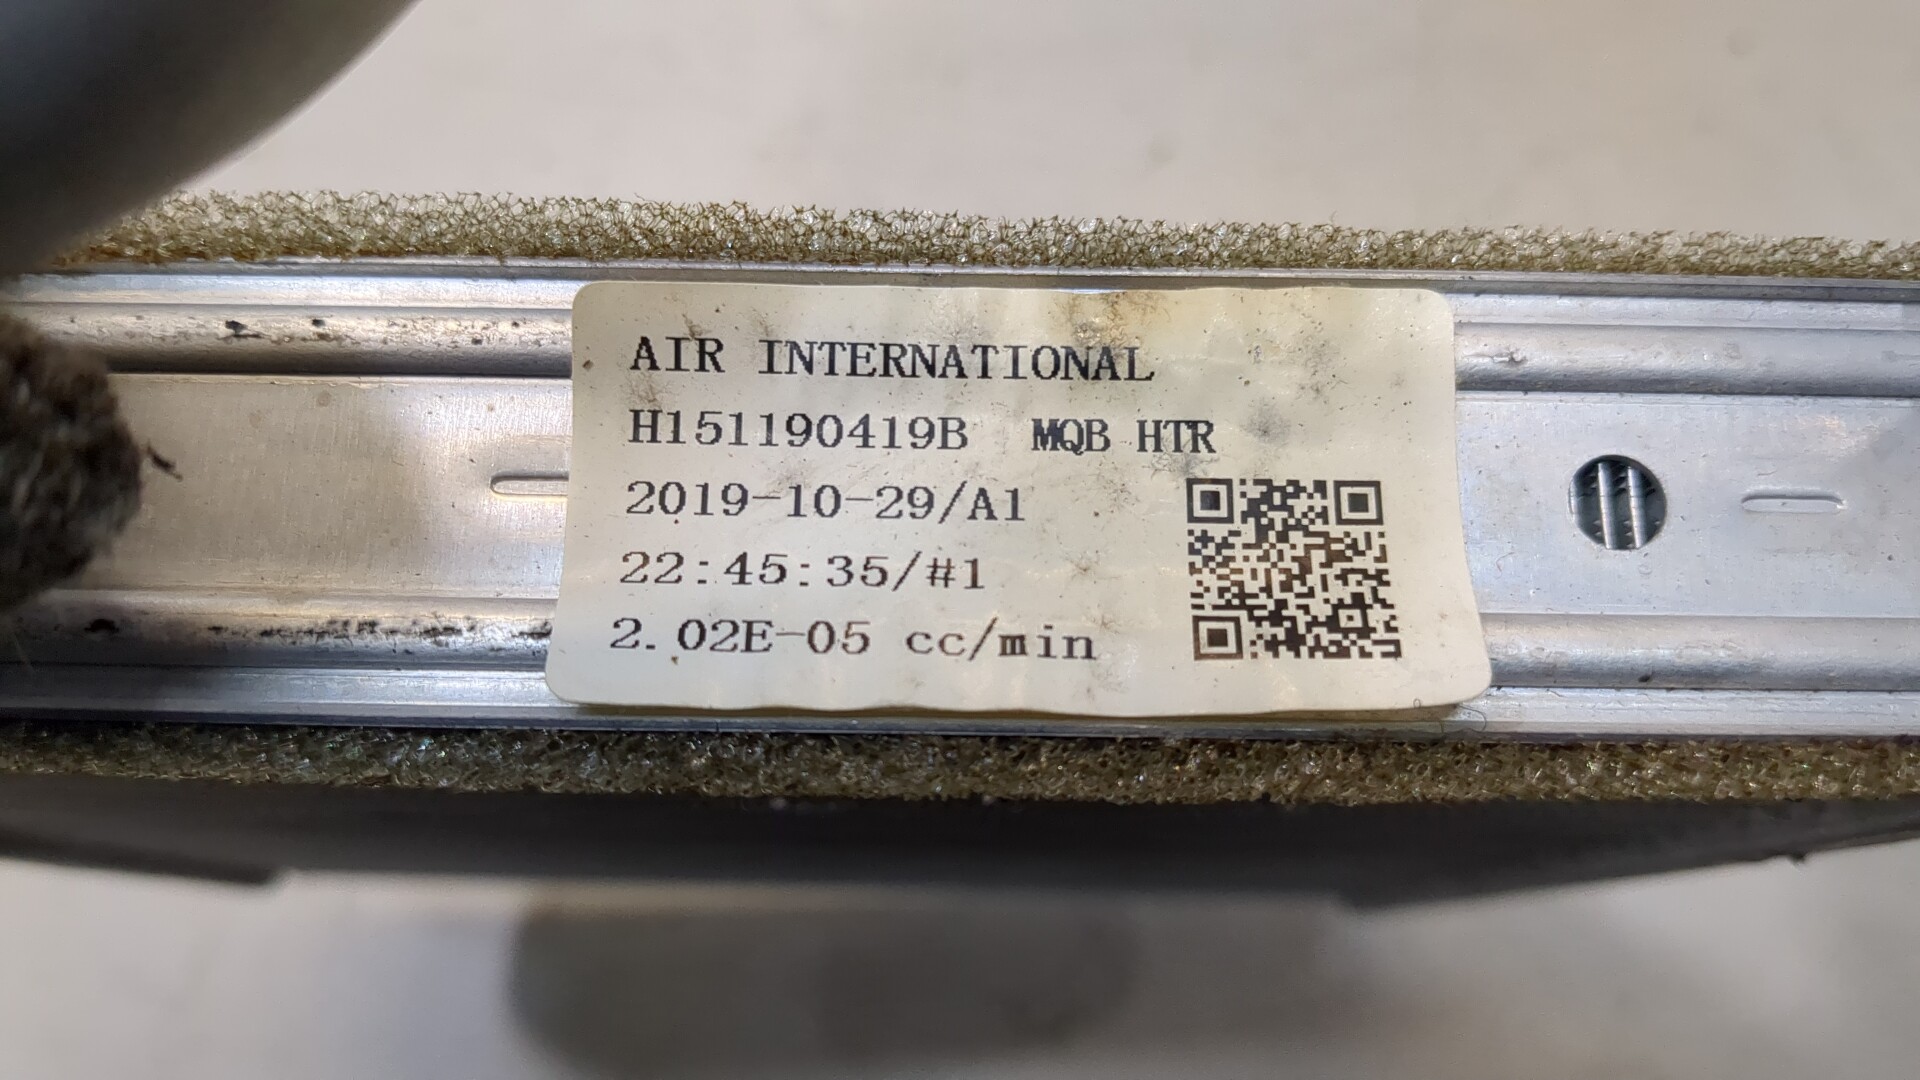 AIR INTERNATIONAL
H151190419B MQB HTR
2019-10-29/A1
22:45:35/#1
2.02E-05 cc/min